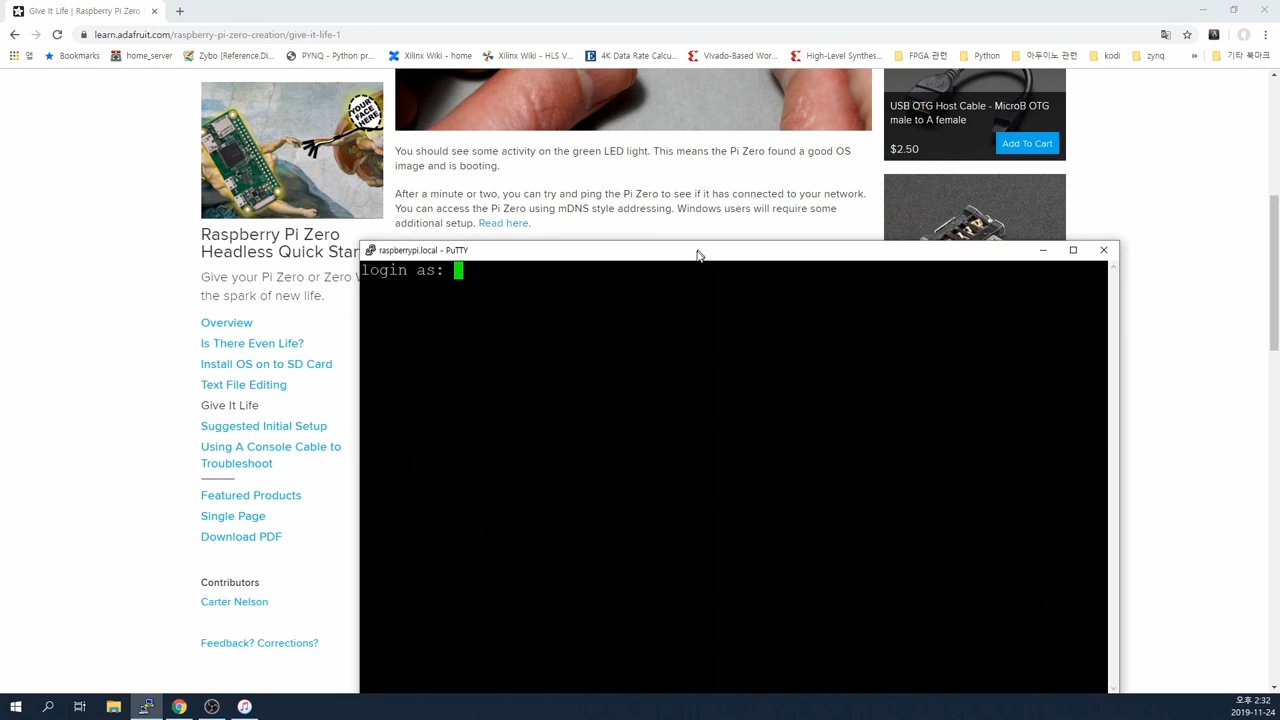 Give It Life | Raspberry Pi Zero
learn.adafruit.com/raspberry-pi-zero-creation/give-it-life-1
앱
Bookmarks
home_server
Zybo [Reference.Di...
PYNQ - Python pr...
Xilinx Wiki - home
Xilinx Wiki - HLS V...
4K Data Rate Calcu...
Vivado-Based Wor...
High-Level Synthes...
FPGA 관련
Python
아두이노 관련
kodi
zynq
»
기타 북마크
YOUR
FACE
HERE
Raspberry Pi Zero
Headless Quick Star
Give your Pi Zero or Zero W
the spark of new life.
Overview
Is There Even Life?
Install OS on to SD Card
Text File Editing
Give It Life
Suggested Initial Setup
Using A Console Cable to
Troubleshoot
Featured Products
Single Page
Download PDF
Contributors
Carter Nelson
Feedback? Corrections?
You should see some activity on the green LED light. This means the Pi Zero found a good OS
image and is booting.
After a minute or two, you can try and ping the Pi Zero to see if it has connected to your network.
You can access the Pi Zero using mDNS style addressing. Windows users will require some
additional setup. Read here.
USB OTG Host Cable - MicroB OTG
male to A female
$2.50
Add To Cart
raspberrypi.local - PuTTY
login as:
오후 2:32
2019-11-24